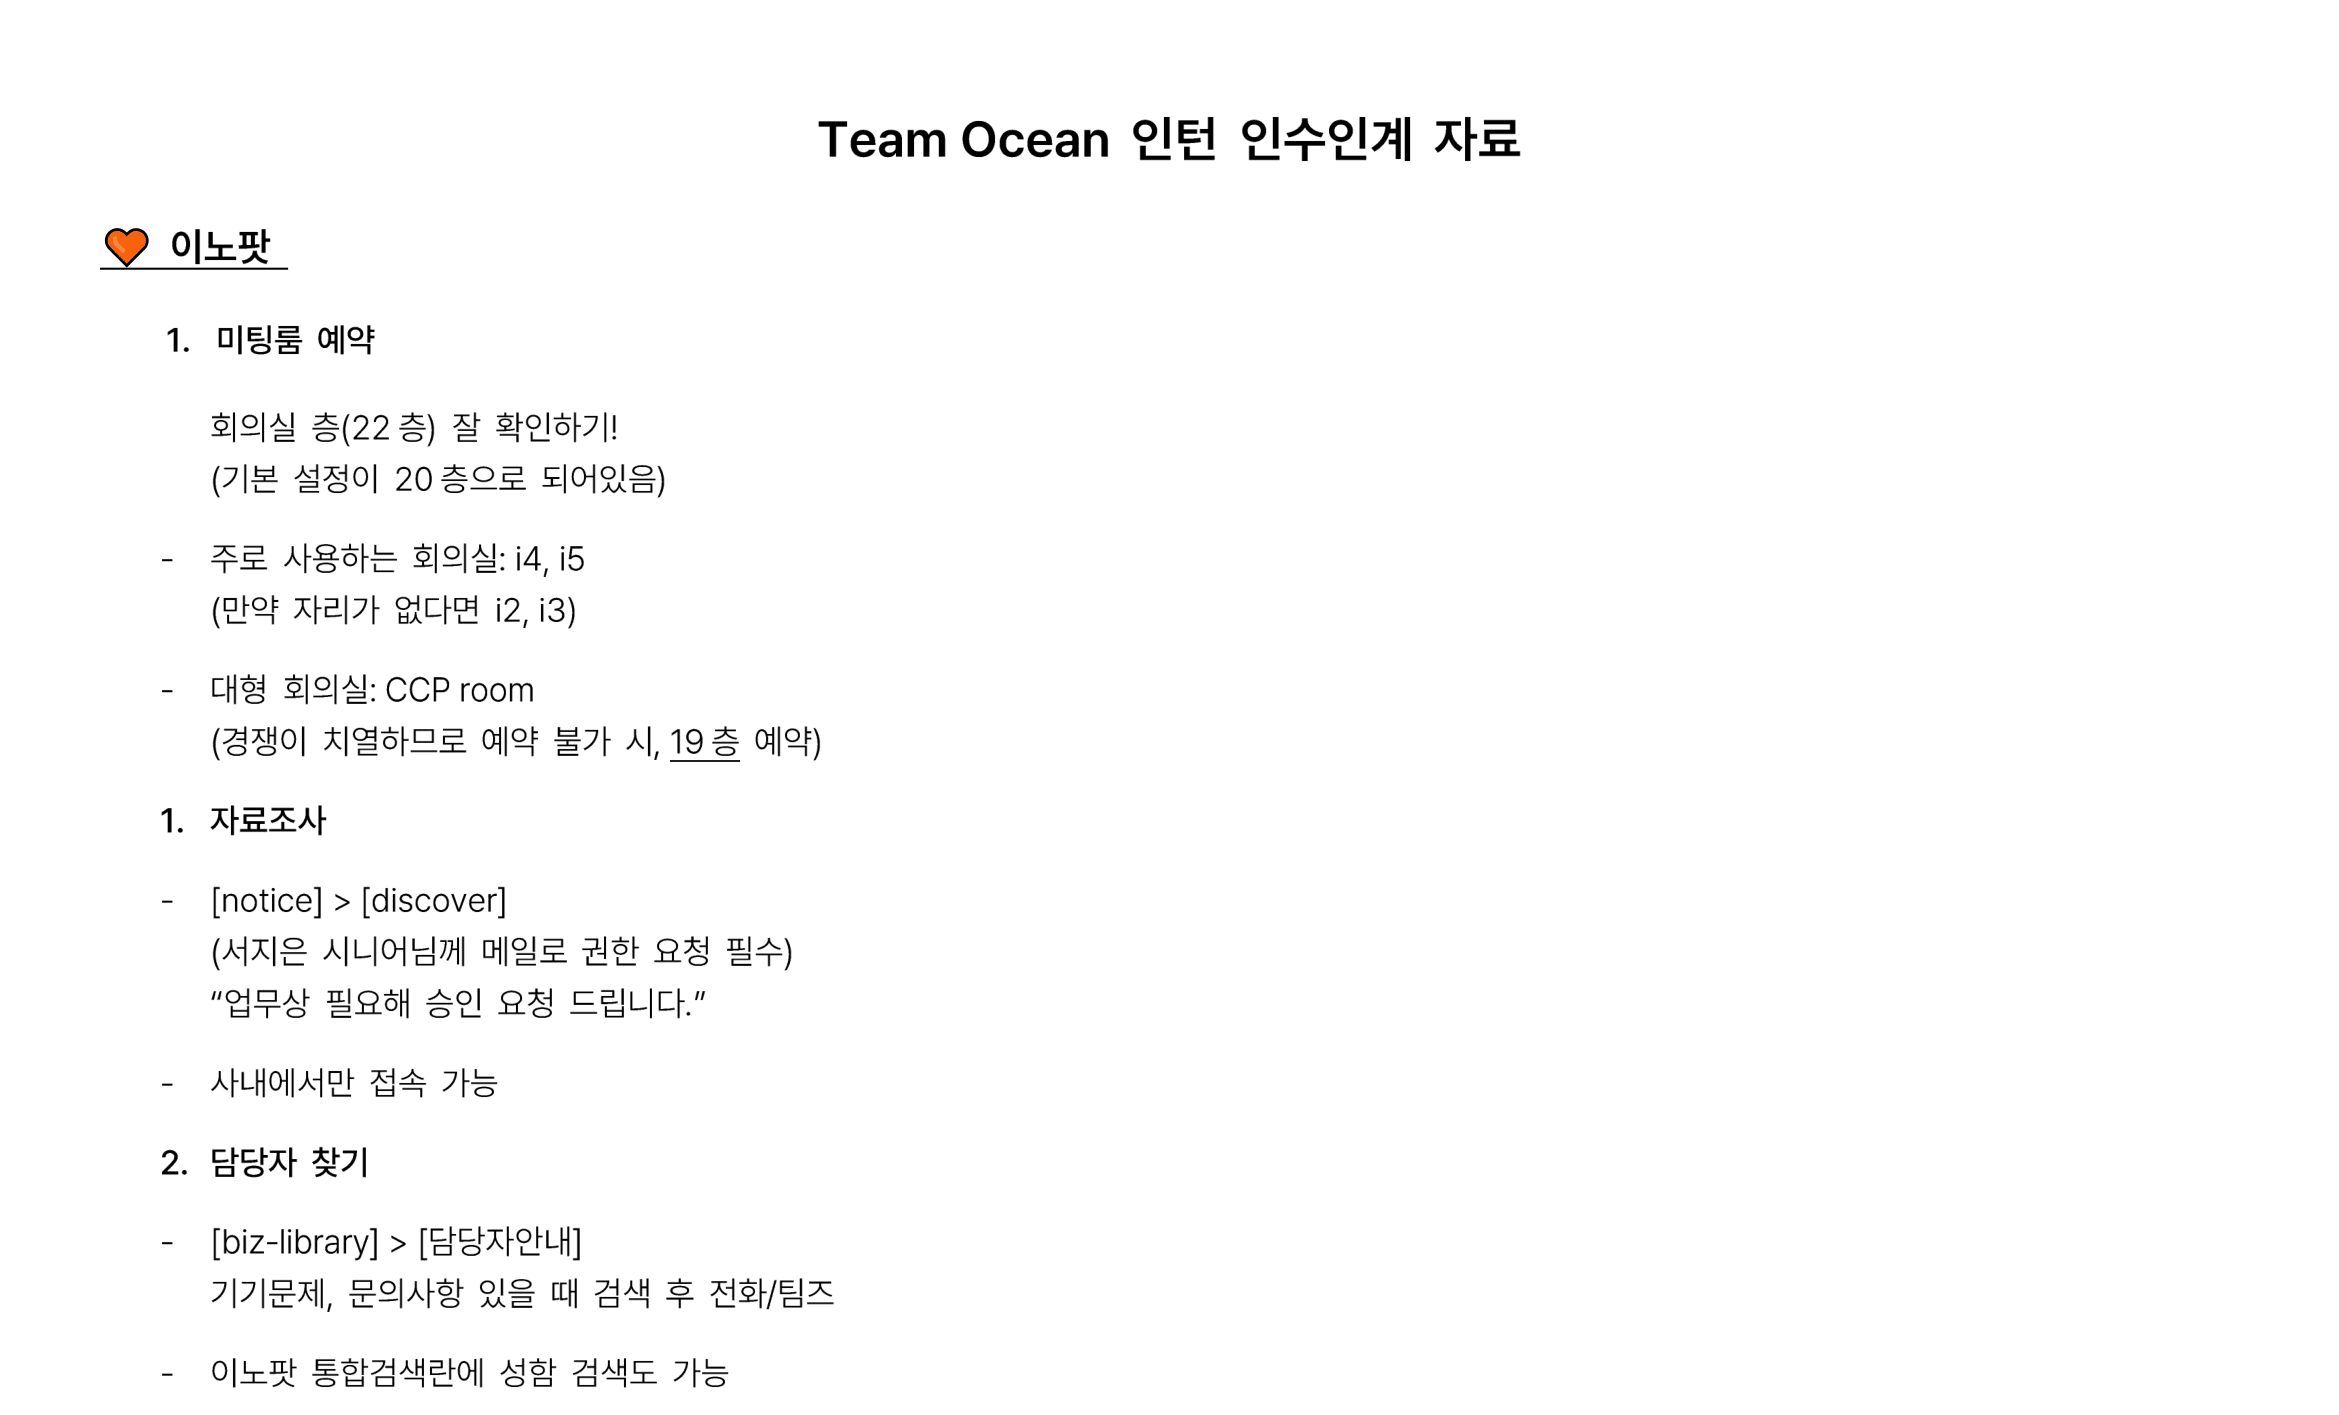 Team Ocean 인턴 인수인계 자료
🧡 이노팟
1. 미팅룸 예약
회의실 층(22층) 잘 확인하기!
(기본 설정이 20층으로 되어있음)
- 주로 사용하는 회의실: i4, i5
(만약 자리가 없다면 i2, i3)
- 대형 회의실: CCP room
(경쟁이 치열하므로 예약 불가 시, 19층 예약)
1. 자료조사
- [notice] > [discover]
(서지은 시니어님께 메일로 권한 요청 필수)
“업무상 필요해 승인 요청 드립니다.”
- 사내에서만 접속 가능
2. 담당자 찾기
- [biz-library] > [담당자안내]
기기문제, 문의사항 있을 때 검색 후 전화/팀즈
- 이노팟 통합검색란에 성함 검색도 가능